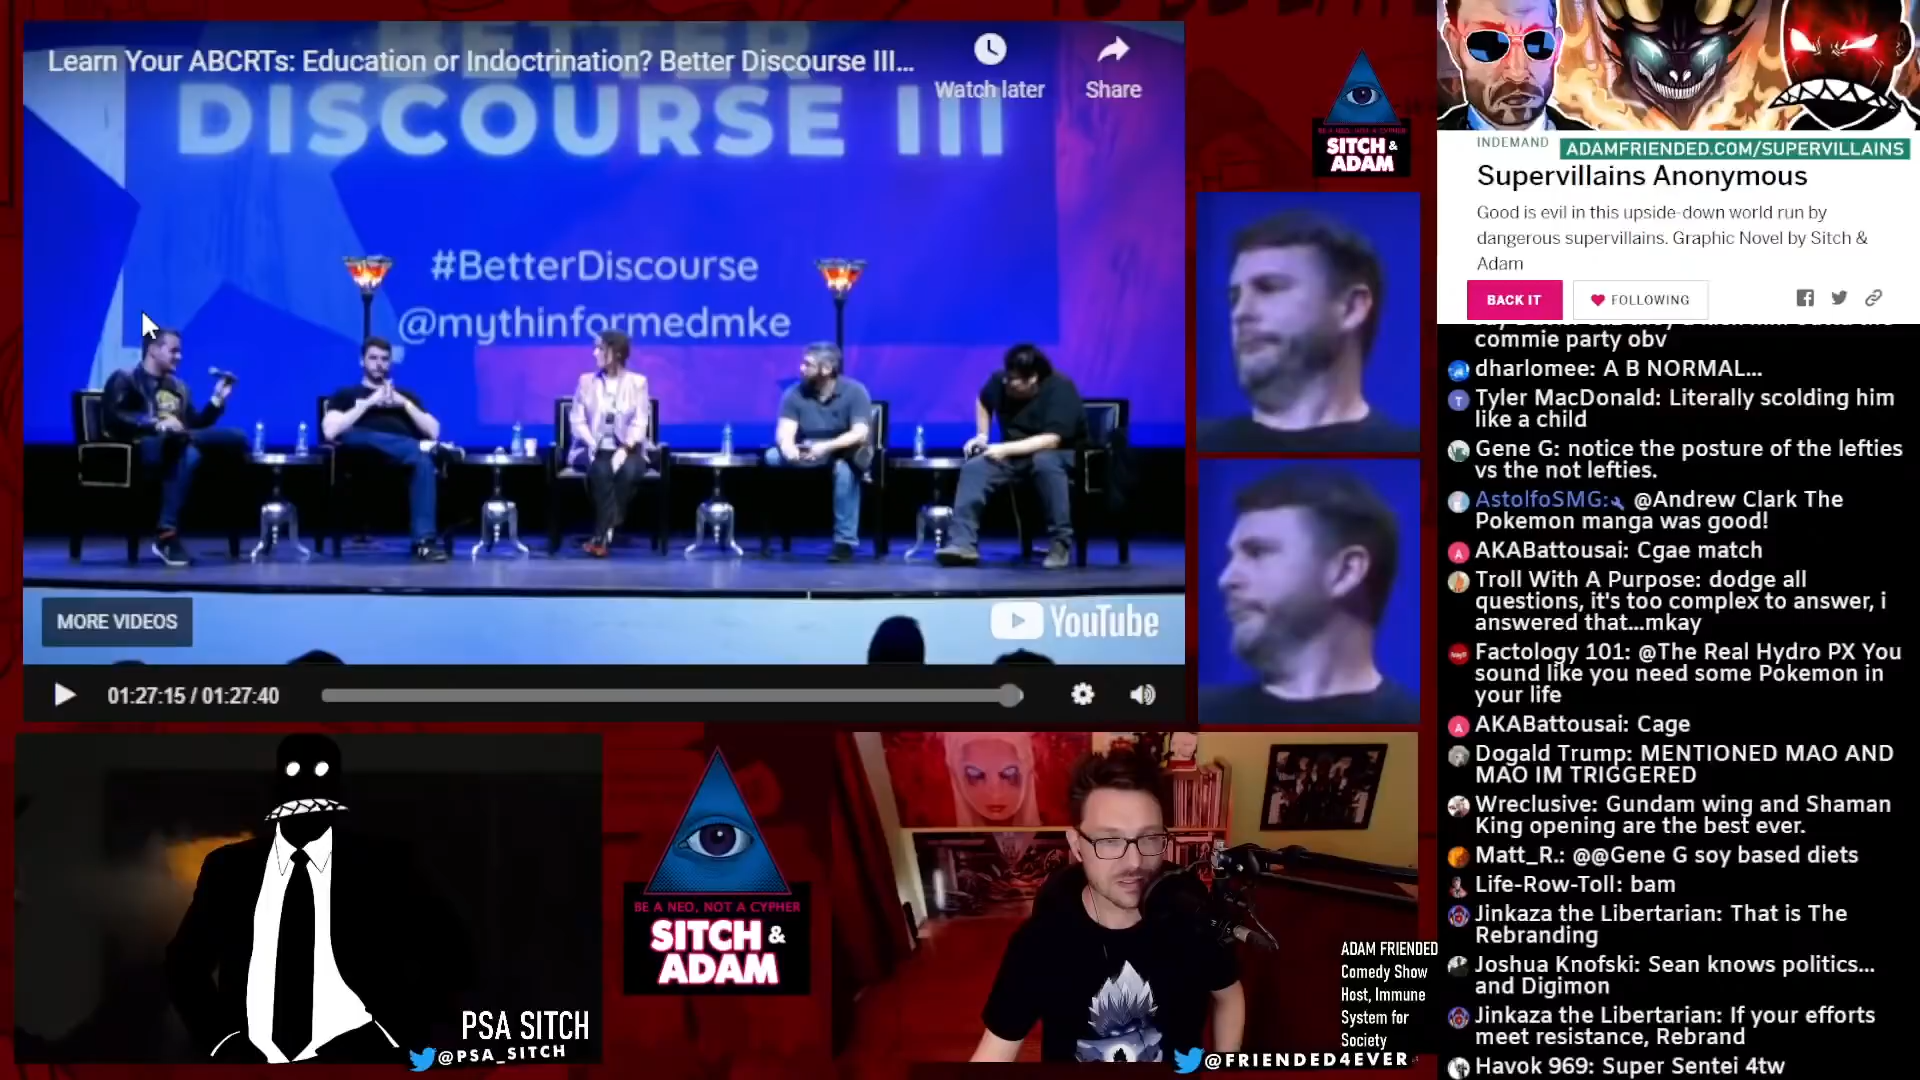 Learn Your ABCRTs: Education or Indoctrination? Better Discourse III...
Watch later
Share
BETTER
DISCOURSE III
#BetterDiscourse
@mythinformedmke
MORE VIDEOS
YouTube
01:27:15 / 01:27:40
BE A NEO, NOT A CYPHER
SITCH &
ADAM
INDEMAND
ADAMFRIENDED.COM/SUPERVILLAINS
Supervillains Anonymous
Good is evil in this upside-down world run by
dangerous supervillains. Graphic Novel by Sitch &
Adam
BACK IT
FOLLOWING
commie party obv
dharlomee: A B NORMAL...
Tyler MacDonald: Literally scolding him
like a child
Gene G: notice the posture of the lefties
vs the not lefties.
AstolfoSMG: @Andrew Clark The
Pokemon manga was good!
AKABattousai: Cgae match
Troll With A Purpose: dodge all
questions, it's too complex to answer, i
answered that...mkay
Factology 101: @The Real Hydro PX You
sound like you need some Pokemon in
your life
AKABattousai: Cage
Dogald Trump: MENTIONED MAO AND
MAO IM TRIGGERED
Wreclusive: Gundam wing and Shaman
King opening are the best ever.
Matt_R.: @@Gene G soy based diets
Life-Row-Toll: bam
Jinkaza the Libertarian: That is The
Rebranding
Joshua Knofski: Sean knows politics...
and Digimon
Jinkaza the Libertarian: If your efforts
meet resistance, Rebrand
Havok 969: Super Sentei 4tw
PSA SITCH
@PSA_SITCH
BE A NEO, NOT A CYPHER
SITCH &
ADAM
ADAM FRIENDED
Comedy Show
Host, Immune
System for
Society
@FRIENDED4EVER